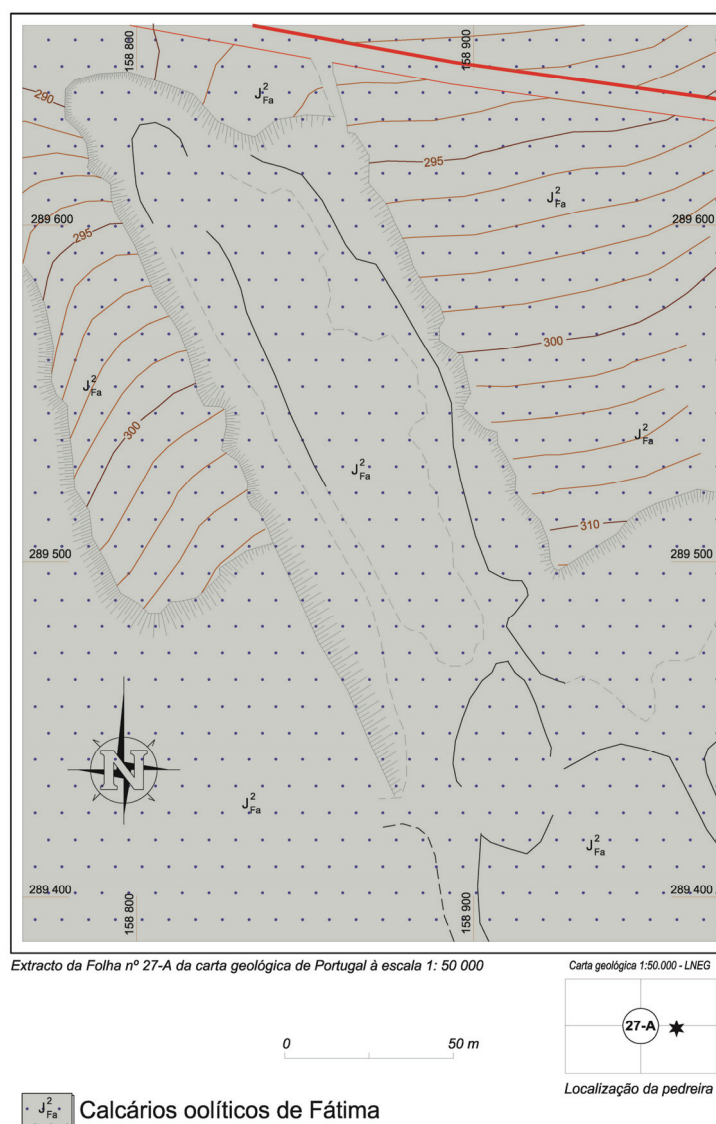 158 800
158 900
290
J²Fa
295
J²Fa
289 600
289 600
295
300
J²Fa
300
J²Fa
J²Fa
310
289 500
289 500
N
J²Fa
J²Fa
289 400
158 800
158 900
289 400
Extracto da Folha nº 27-A da carta geológica de Portugal à escala 1: 50 000
Carta geológica 1:50.000 - LNEG
0 50 m
27-A
Localização da pedreira
J²Fa Calcários oolíticos de Fátima